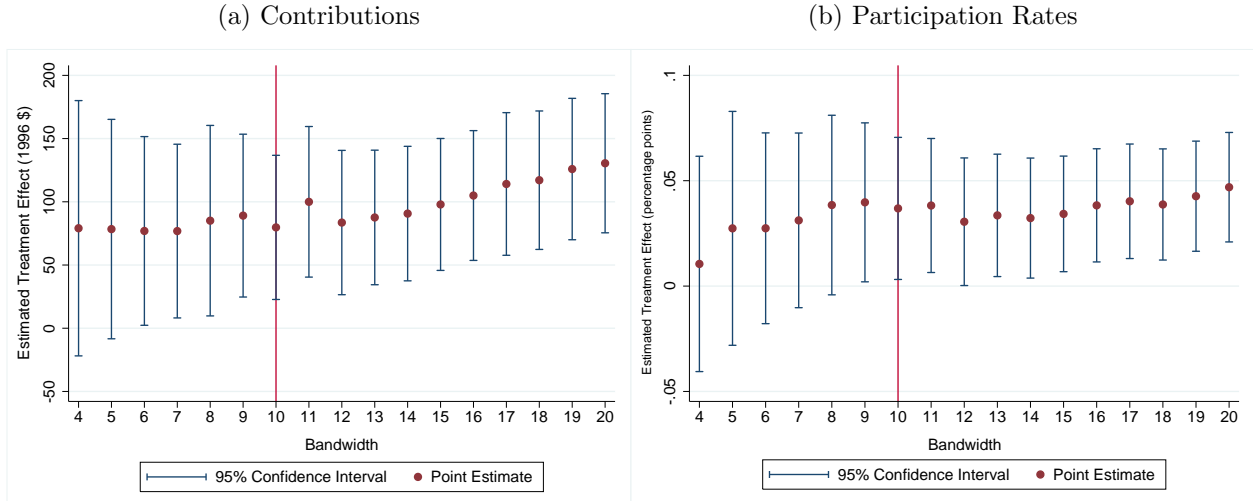 (a) Contributions
Estimated Treatment Effect (1996 $)
200
150
100
50
0
-50
4 5 6 7 8 9 10 11 12 13 14 15 16 17 18 19 20
Bandwidth
95% Confidence Interval Point Estimate
(b) Participation Rates
Estimated Treatment Effect (percentage points)
.1
.05
0
-.05
4 5 6 7 8 9 10 11 12 13 14 15 16 17 18 19 20
Bandwidth
95% Confidence Interval Point Estimate